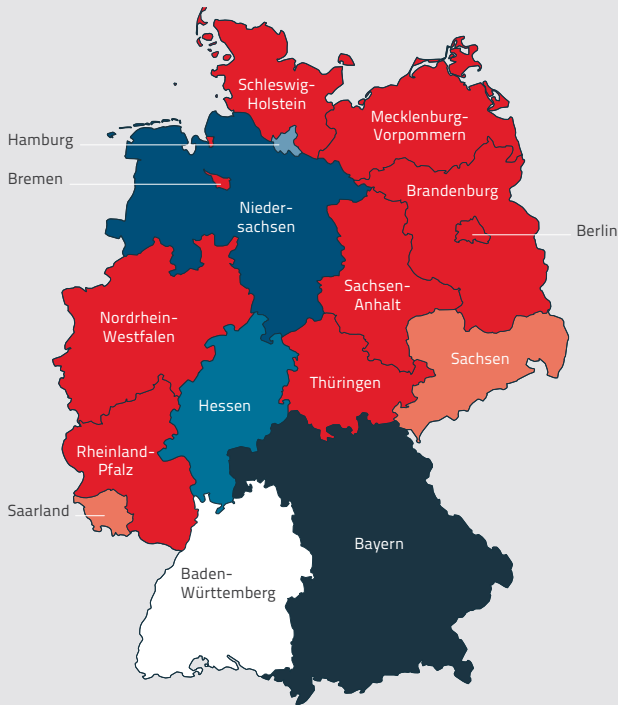 Schleswig-
Holstein
Mecklenburg-
Vorpommern
Hamburg
Bremen
Brandenburg
Nieder-
sachsen
Berlin
Sachsen-
Anhalt
Nordrhein-
Westfalen
Sachsen
Thüringen
Hessen
Rheinland-
Pfalz
Saarland
Bayern
Baden-
Württemberg